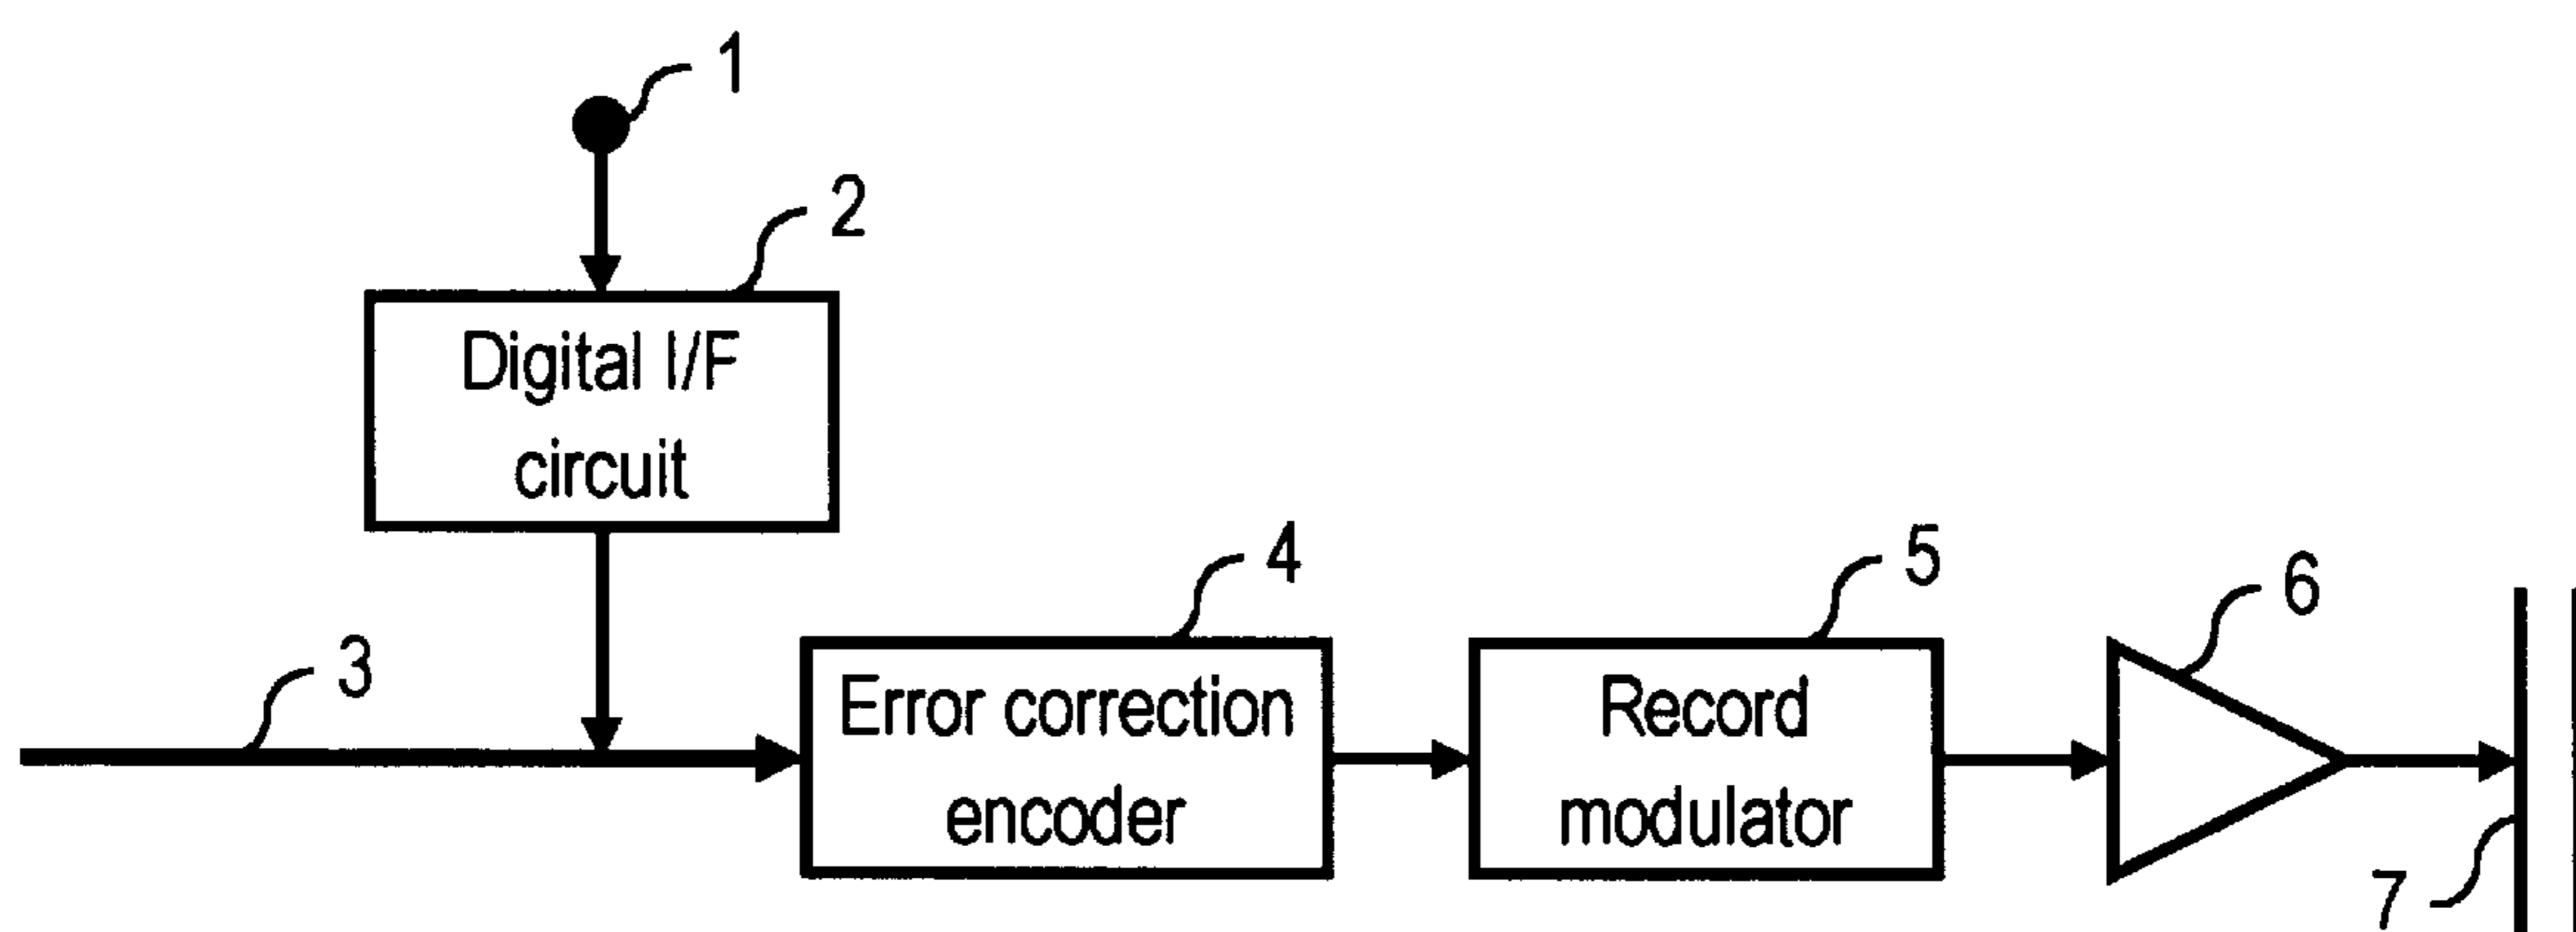 1
2
Digital I/F
circuit
3
4
Error correction
encoder
5
Record
modulator
6
7